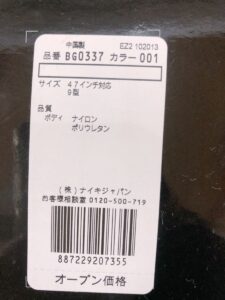 中国製 EZ2 102013
品番 BG0337 カラー 001
サイズ 47インチ対応
9型
品質
ボディ ナイロン
ポリウレタン
(株)ナイキジャパン
お客様相談室 0120-500-719
887229207355
オープン価格